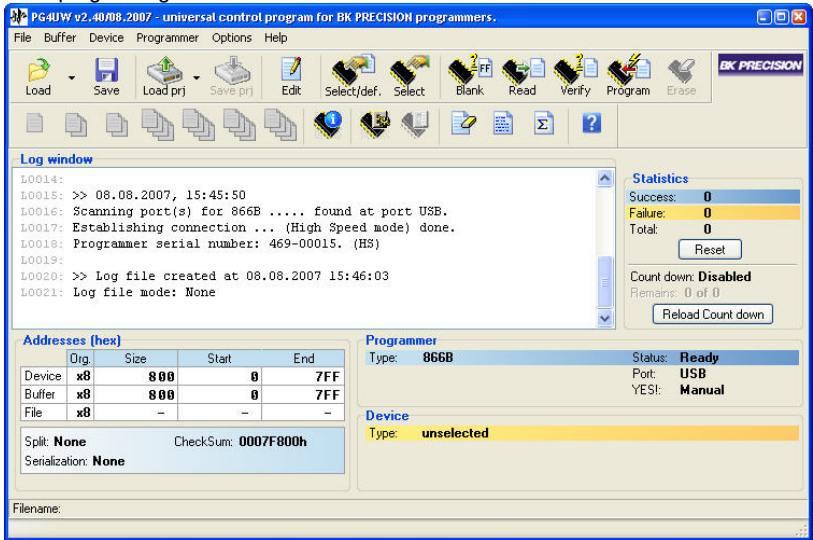 PG4UW v2.40/08.2007 - universal control program for BK PRECISION programmers.
File Buffer Device Programmer Options Help
Load Save Load prj Save prj Edit Select/def. Select Blank Read Verify Program Erase
BK PRECISION
Log window
L0014:
L0015: >> 08.08.2007, 15:45:50
L0016: Scanning port(s) for 866B ..... found at port USB.
L0017: Establishing connection ... (High Speed mode) done.
L0018: Programmer serial number: 469-00015. (HS)
L0019:
L0020: >> Log file created at 08.08.2007 15:46:03
L0021: Log file mode: None
Statistics
Success: 0
Failure: 0
Total: 0
Reset
Count down: Disabled
Remains: 0 of 0
Reload Count down
Addresses (hex)
Org. Size Start End
Device x8 800 0 7FF
Buffer x8 800 0 7FF
File x8 - - -
Split: None CheckSum: 0007F800h
Serialization: None
Programmer
Type: 866B Status: Ready
Port: USB
YES!: Manual
Device
Type: unselected
Filename: